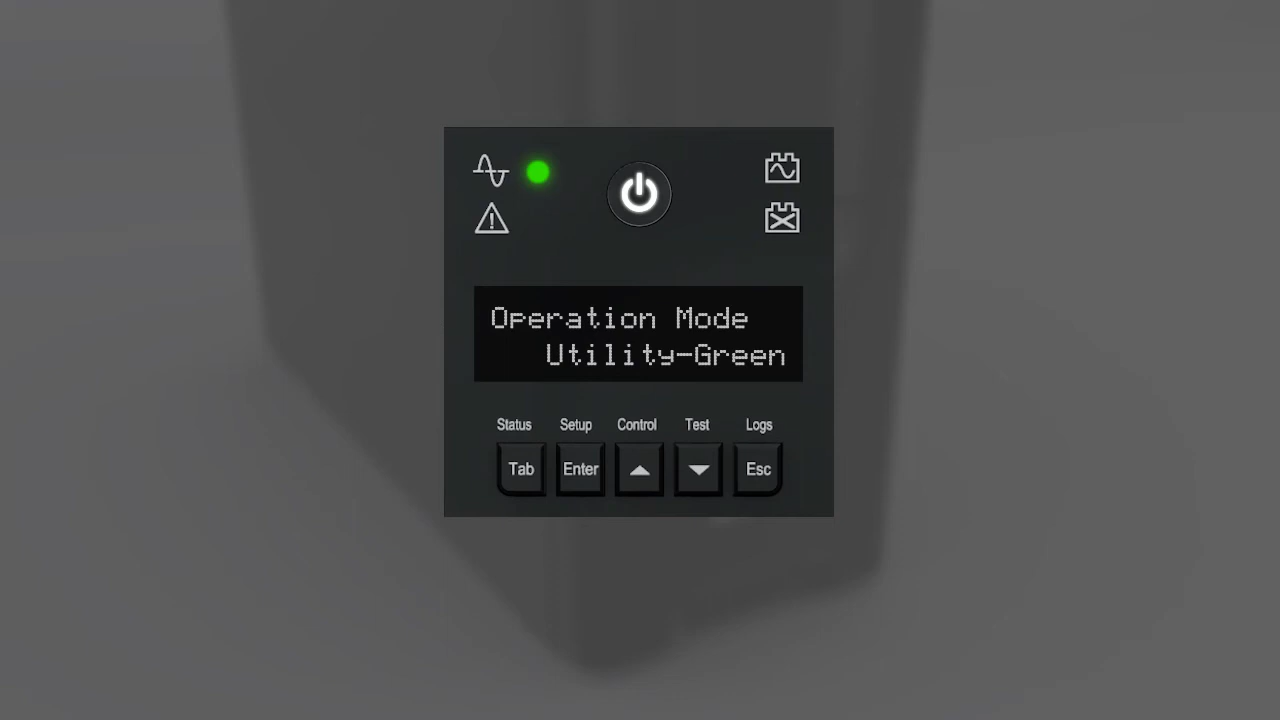 Operation Mode
Utility-Green
Status Setup Control Test Logs
Tab Enter Esc